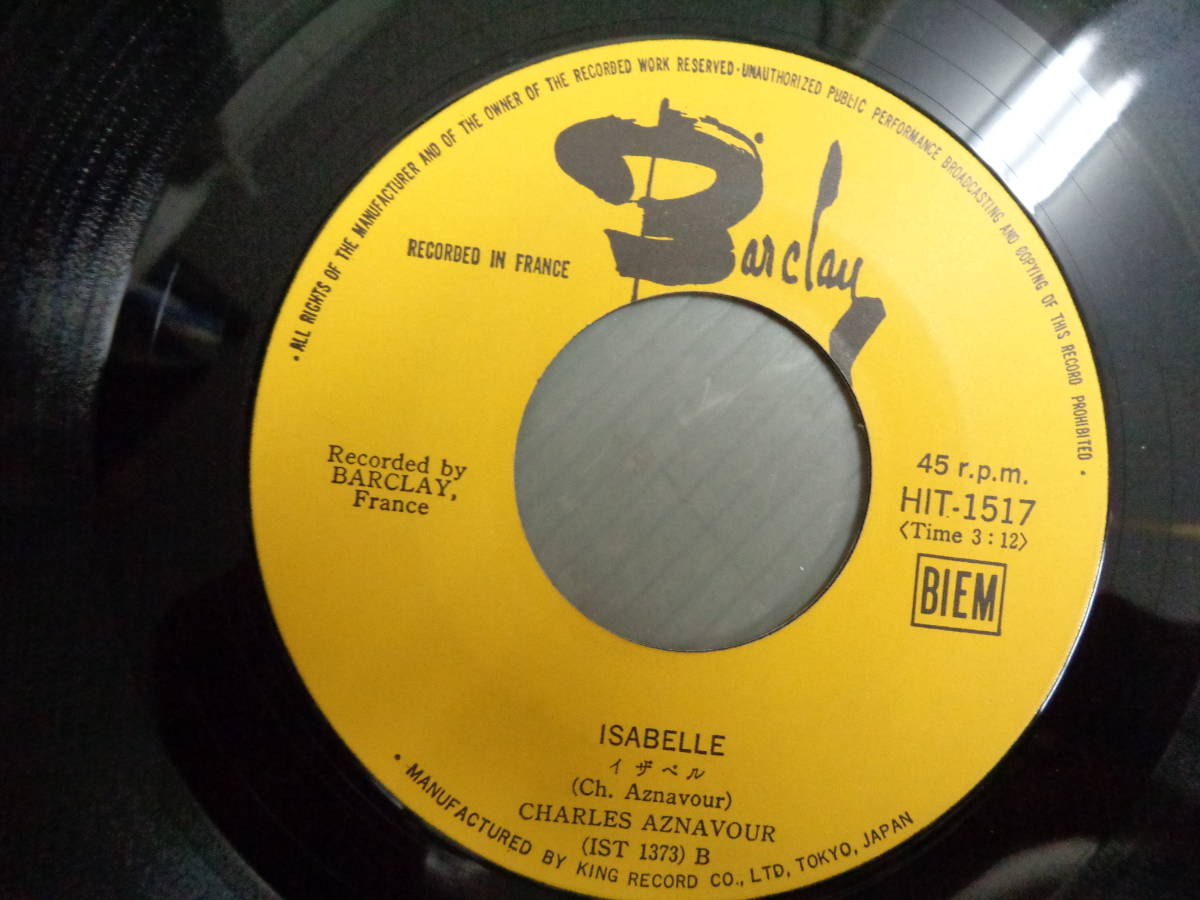 • ALL RIGHTS OF THE MANUFACTURER AND OF THE OWNER OF THE RECORDED WORK RESERVED • UNAUTHORIZED PUBLIC PERFORMANCE BROADCASTING AND COPYING OF THIS RECORD PROHIBITED •
Barclay
RECORDED IN FRANCE
Recorded by
BARCLAY,
France
45 r.p.m.
HIT-1517
〈Time 3 : 12〉
BIEM
ISABELLE
イザベル
(Ch. Aznavour)
CHARLES AZNAVOUR
(IST 1373) B
• MANUFACTURED BY KING RECORD CO., LTD, TOKYO, JAPAN